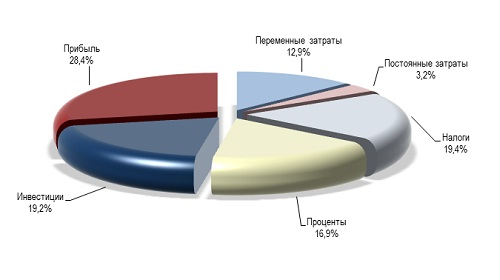 Прибыль
28,4%
Переменные затраты
12,9%
Постоянные затраты
3,2%
Налоги
19,4%
Инвестиции
19,2%
Проценты
16,9%